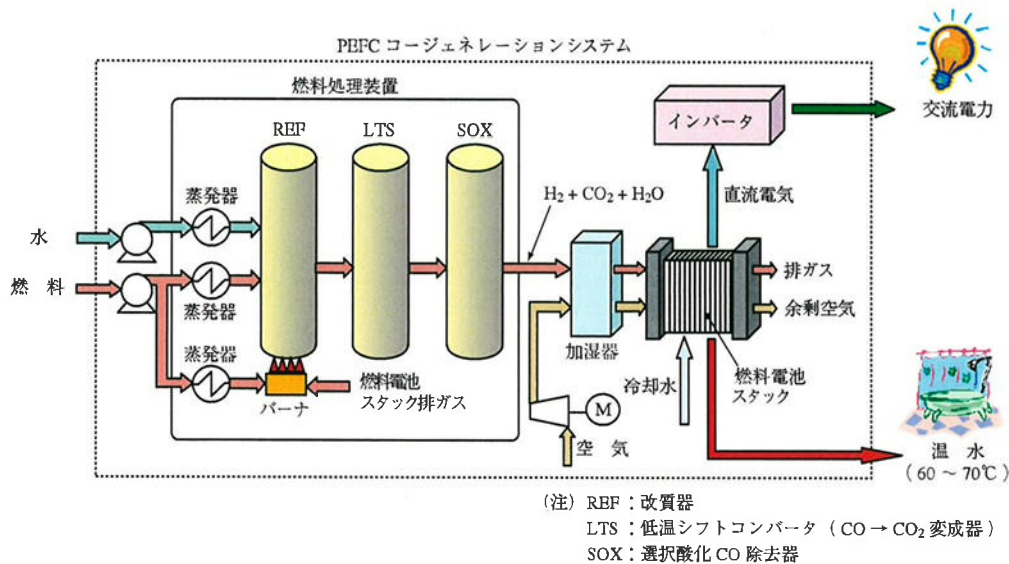 PEFC コージェネレーションシステム
燃料処理装置
REF
LTS
SOX
インバータ
交流電力
蒸発器
水
燃 料
蒸発器
蒸発器
バーナ
燃料電池
スタック排ガス
H₂ + CO₂ + H₂O
加湿器
直流電気
排ガス
余剰空気
燃料電池
スタック
冷却水
M
空 気
温 水
( 60 ~ 70℃ )
(注) REF:改質器
LTS:低温シフトコンバータ ( CO → CO₂ 変成器 )
SOX:選択酸化 CO 除去器